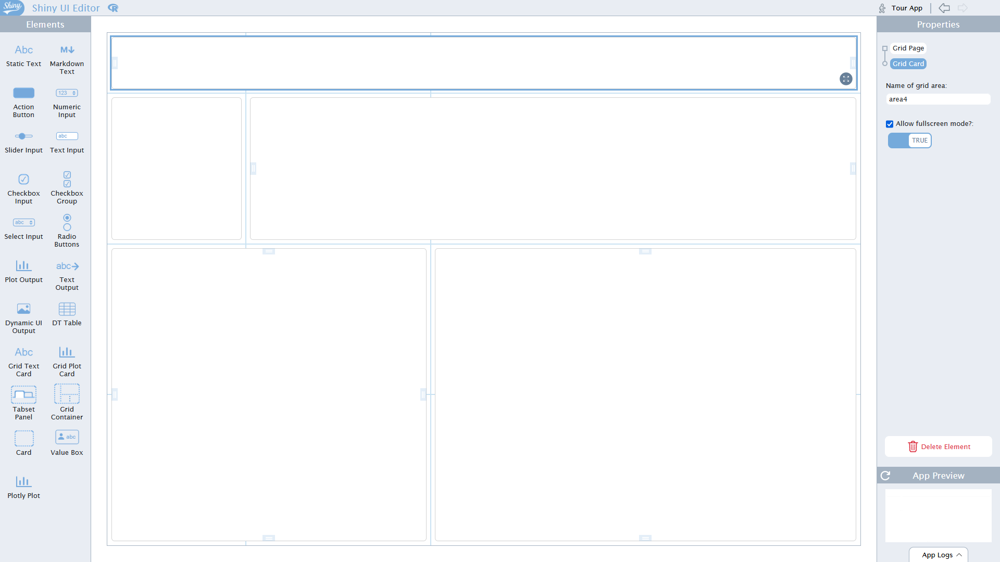 Shiny
Shiny UI Editor
R
Tour App
Elements
Properties
Abc
Static Text
M
Markdown
Text
Action
Button
123
Numeric
Input
Slider Input
abc
Text Input
Checkbox
Input
Checkbox
Group
abc
Select Input
Radio
Buttons
Plot Output
abc
Text
Output
Dynamic UI
Output
DT Table
Abc
Grid Text
Card
Grid Plot
Card
Tabset
Panel
Grid
Container
Card
abc
Value Box
Plotly Plot
Grid Page
Grid Card
Name of grid area:
area4
Allow fullscreen mode?:
TRUE
Delete Element
App Preview
App Logs